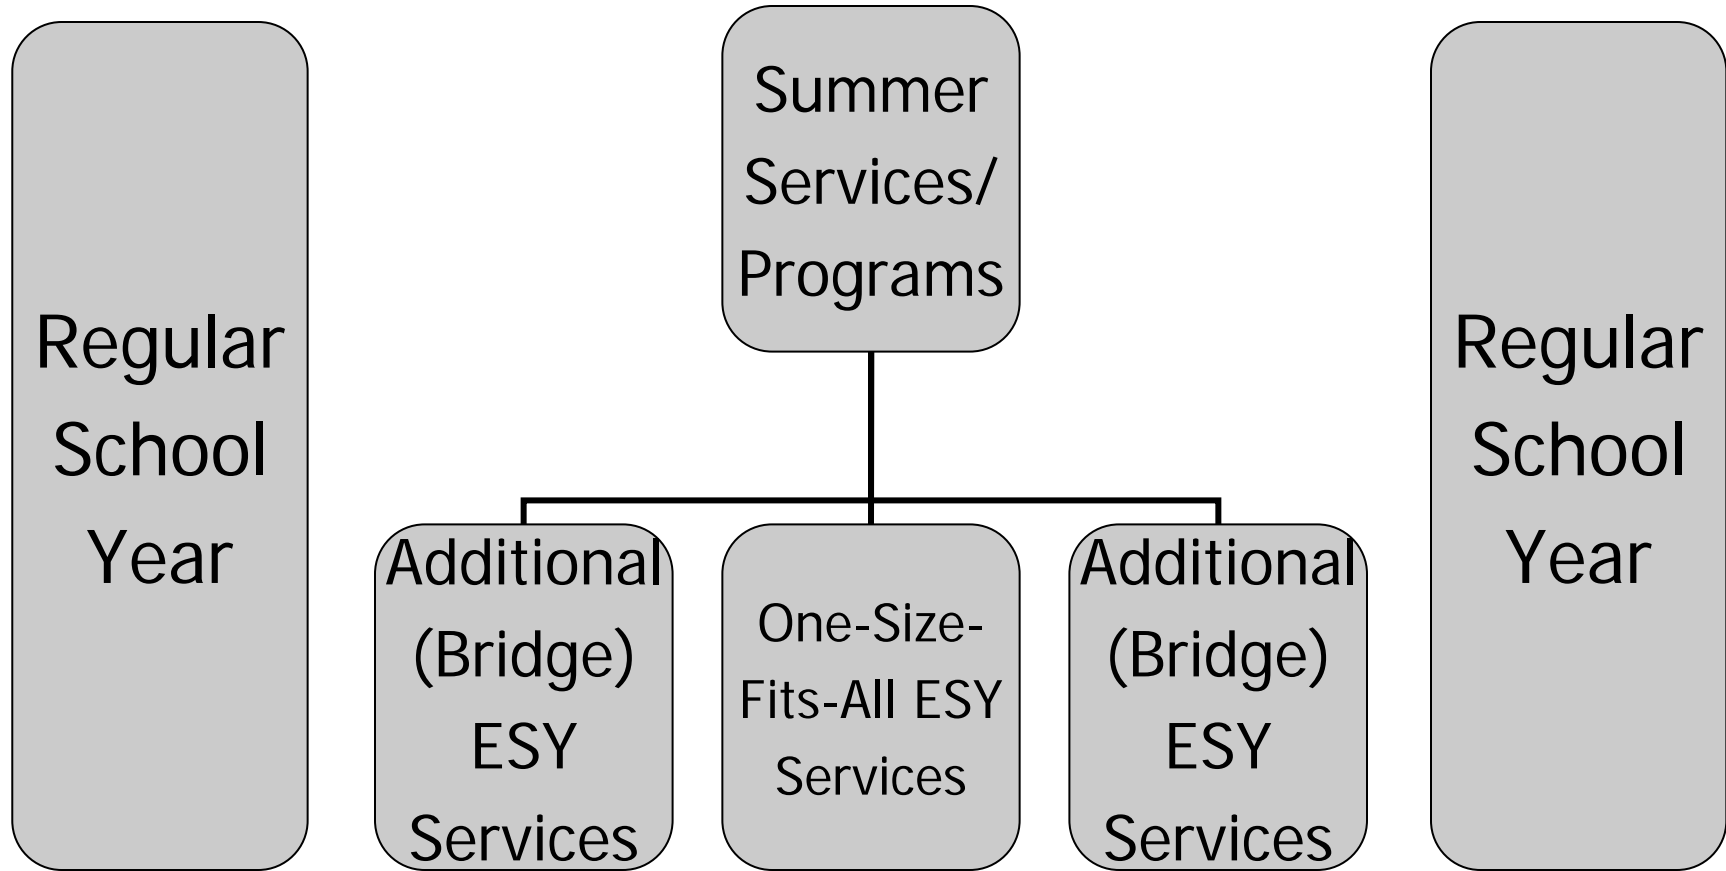 Regular
School
Year
Summer
Services/
Programs
Additional
(Bridge)
ESY
Services
One-Size-
Fits-All ESY
Services
Additional
(Bridge)
ESY
Services
Regular
School
Year